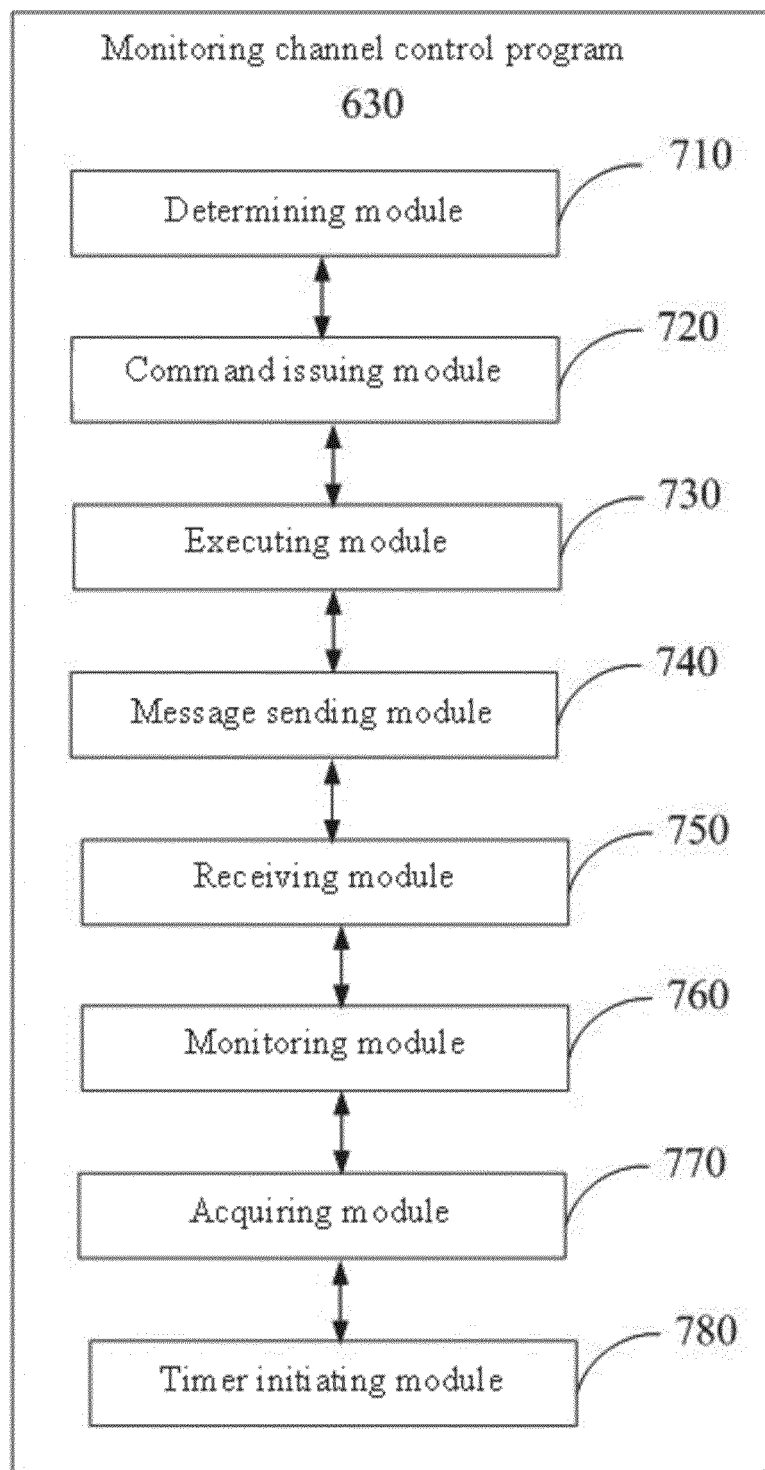 Monitoring channel control program
630
710
Determining module
720
Command issuing module
730
Executing module
740
Message sending module
750
Receiving module
760
Monitoring module
770
Acquiring module
780
Timer initiating module